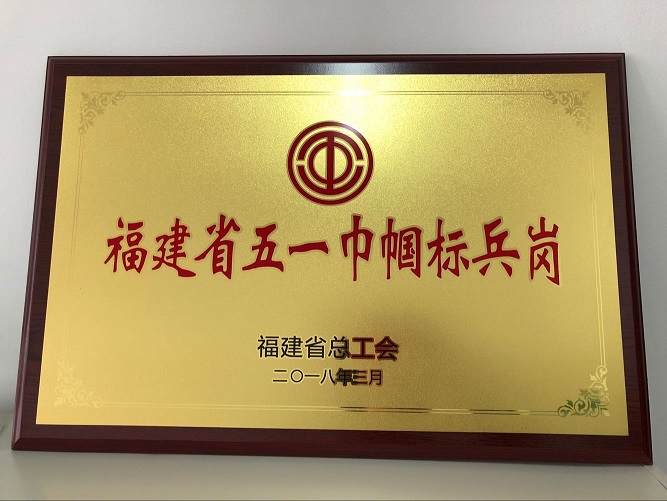 福建省五一巾帼标兵岗
福建省总工会
二〇一八年三月